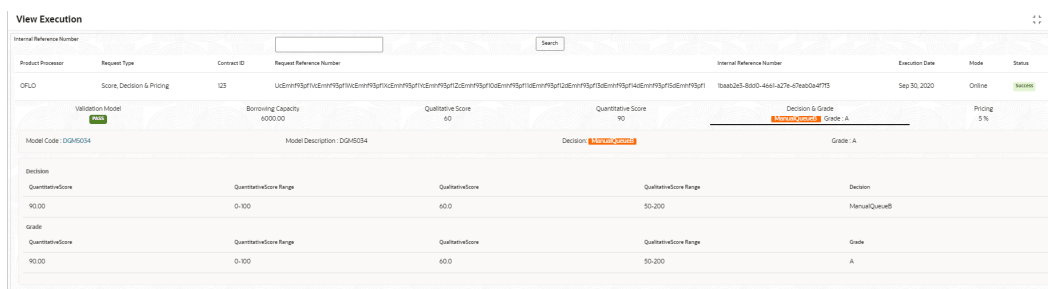 View Execution
Internal Reference Number
Search
Product Processor Request Type Contract ID Request Reference Number Internal Reference Number Execution Date Mode Status
OFLO Score, Decision & Pricing 123 Sep 30, 2020 Online Success
Validation Model Borrowing Capacity Qualitative Score Quantitative Score Decision & Grade Pricing
PASS 6000.00 60 90 ManualQueueB Grade : A 5 %
Model Code : DGMS034 Model Description : DGMS034 Decision: ManualQueueB Grade : A
Decision
QuantitativeScore QuantitativeScore Range QualitativeScore QualitativeScore Range Decision
90.00 0-100 60.0 50-200 ManualQueueB
Grade
QuantitativeScore QuantitativeScore Range QualitativeScore QualitativeScore Range Grade
90.00 0-100 60.0 50-200 A